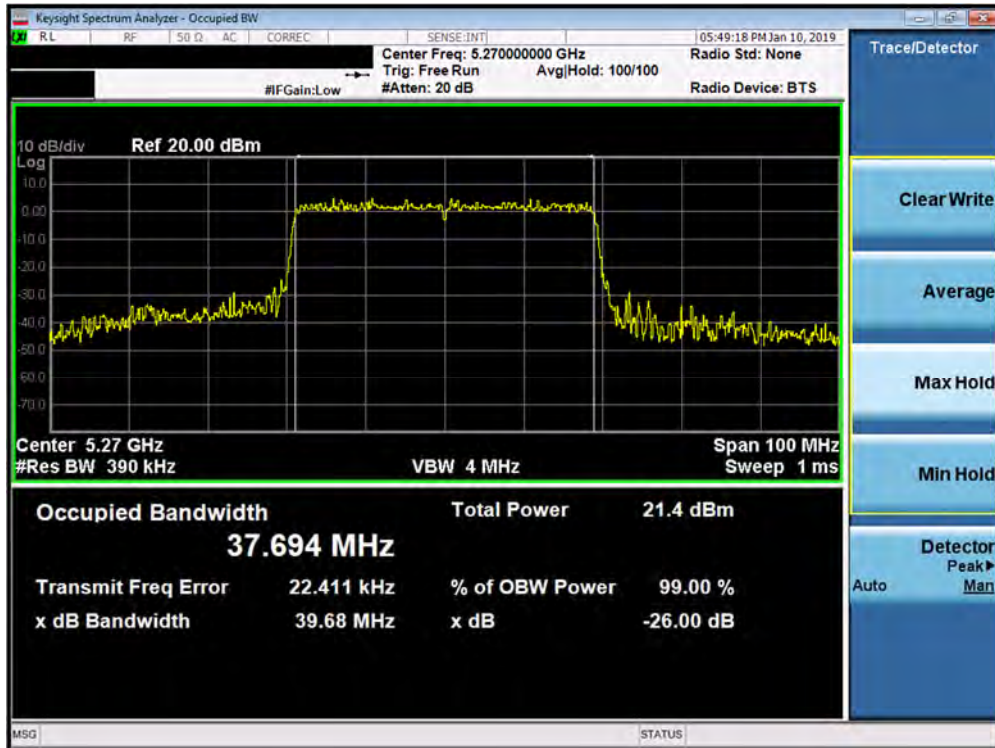 Keysight Spectrum Analyzer - Occupied BW
LXI RL RF 50 Ω AC CORREC SENSE:INT 05:49:18 PM Jan 10, 2019
Center Freq: 5.270000000 GHz Radio Std: None
Trig: Free Run Avg|Hold: 100/100
#IFGain:Low #Atten: 20 dB Radio Device: BTS
Trace/Detector
10 dB/div Ref 20.00 dBm
Log
10.0
0.00
-10.0
-20.0
-30.0
-40.0
-50.0
-60.0
-70.0
Center 5.27 GHz Span 100 MHz
#Res BW 390 kHz VBW 4 MHz Sweep 1 ms
Clear Write
Average
Max Hold
Min Hold
Detector
Peak▶
Auto Man
Occupied Bandwidth Total Power 21.4 dBm
37.694 MHz
Transmit Freq Error 22.411 kHz % of OBW Power 99.00 %
x dB Bandwidth 39.68 MHz x dB -26.00 dB
MSG STATUS